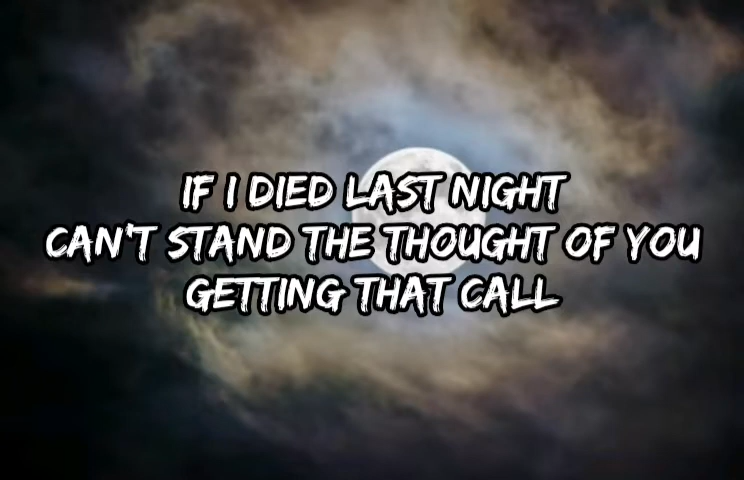 IF I DIED LAST NIGHT
CAN'T STAND THE THOUGHT OF YOU
GETTING THAT CALL